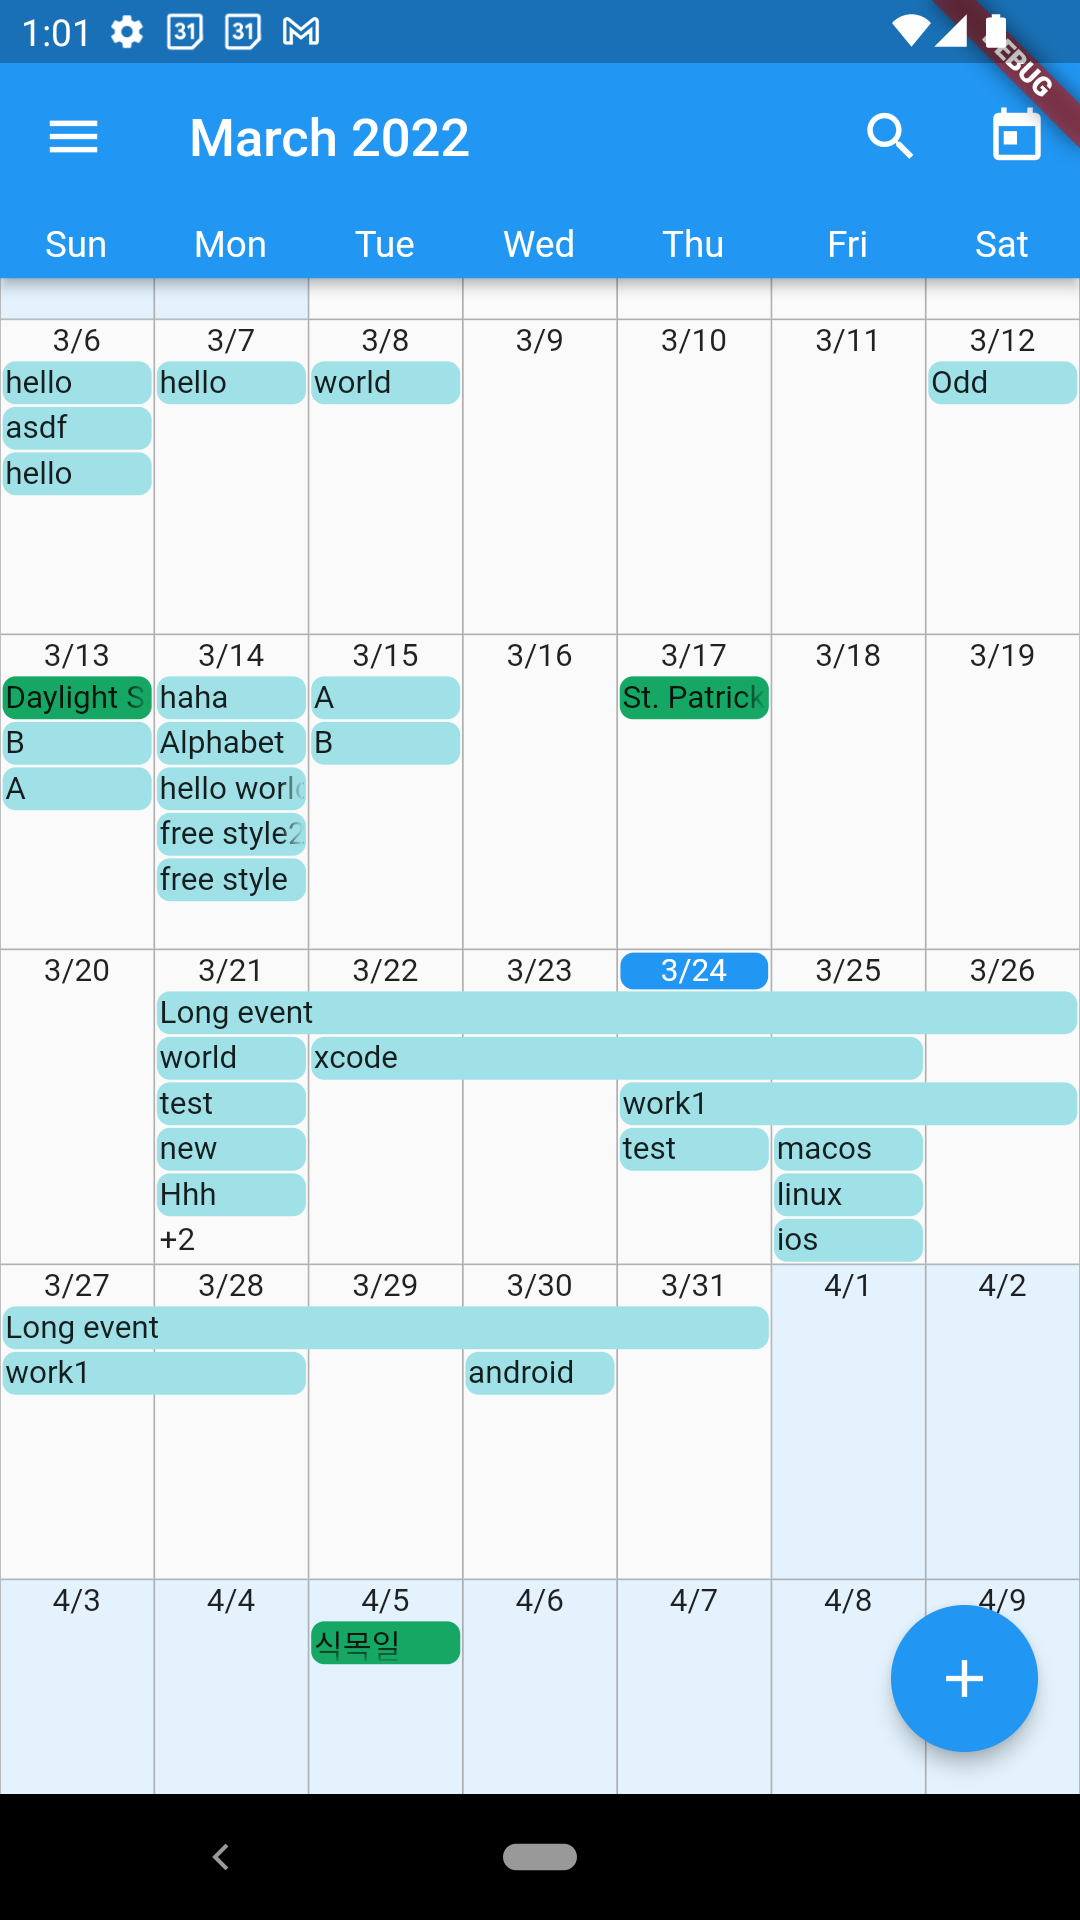 1:01 31 31
DEBUG
March 2022
Sun Mon Tue Wed Thu Fri Sat
3/6 3/7 3/8 3/9 3/10 3/11 3/12
hello hello world Odd
asdf
hello
3/13 3/14 3/15 3/16 3/17 3/18 3/19
Daylight S haha A St. Patrick
B Alphabet B
A hello worl
free style2
free style
3/20 3/21 3/22 3/23 3/24 3/25 3/26
Long event
world xcode
test work1
new test macos
Hhh linux
+2 ios
3/27 3/28 3/29 3/30 3/31 4/1 4/2
Long event
work1 android
4/3 4/4 4/5 4/6 4/7 4/8 4/9
식목일